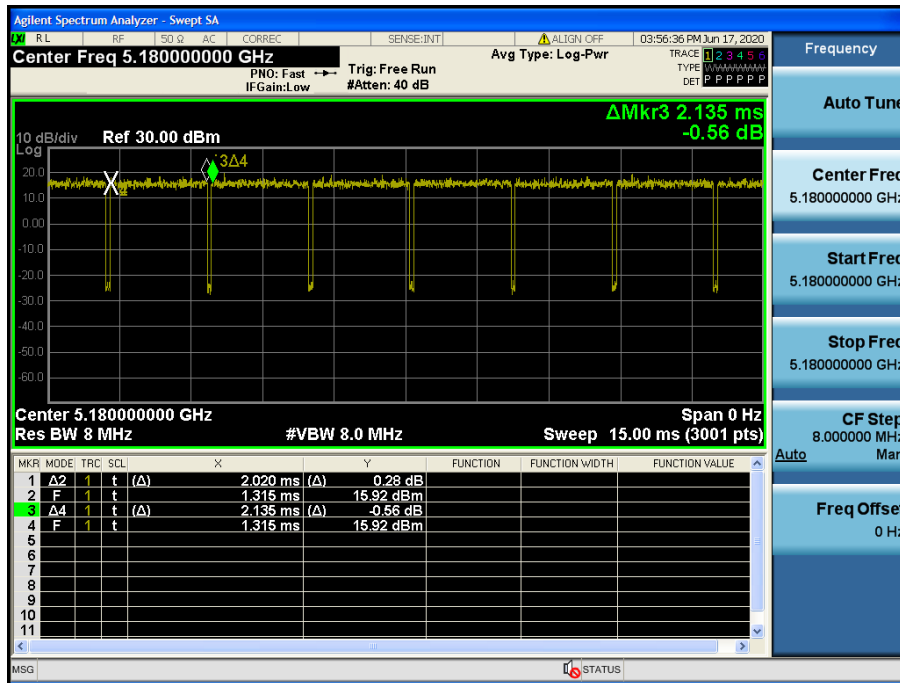 Agilent Spectrum Analyzer - Swept SA
LXI RL RF 50 Ω AC CORREC SENSE:INT ALIGN OFF 03:56:36 PM Jun 17, 2020
Center Freq 5.180000000 GHz
PNO: Fast
IFGain:Low
Trig: Free Run
#Atten: 40 dB
Avg Type: Log-Pwr
TRACE 1 2 3 4 5 6
TYPE WWWWWWW
DET P P P P P P
ΔMkr3 2.135 ms
-0.56 dB
10 dB/div Ref 30.00 dBm
Log
3Δ4
20.0
10.0
0.00
-10.0
-20.0
-30.0
-40.0
-50.0
-60.0
Center 5.180000000 GHz Span 0 Hz
Res BW 8 MHz #VBW 8.0 MHz Sweep 15.00 ms (3001 pts)
MKR MODE TRC SCL X Y FUNCTION FUNCTION WIDTH FUNCTION VALUE
1 Δ2 1 t (Δ) 2.020 ms (Δ) 0.28 dB
2 F 1 t 1.315 ms 15.92 dBm
3 Δ4 1 t (Δ) 2.135 ms (Δ) -0.56 dB
4 F 1 t 1.315 ms 15.92 dBm
5
6
7
8
9
10
11
MSG STATUS
Frequency
Auto Tune
Center Freq
5.180000000 GHz
Start Freq
5.180000000 GHz
Stop Freq
5.180000000 GHz
CF Step
8.000000 MHz
Auto Man
Freq Offset
0 Hz